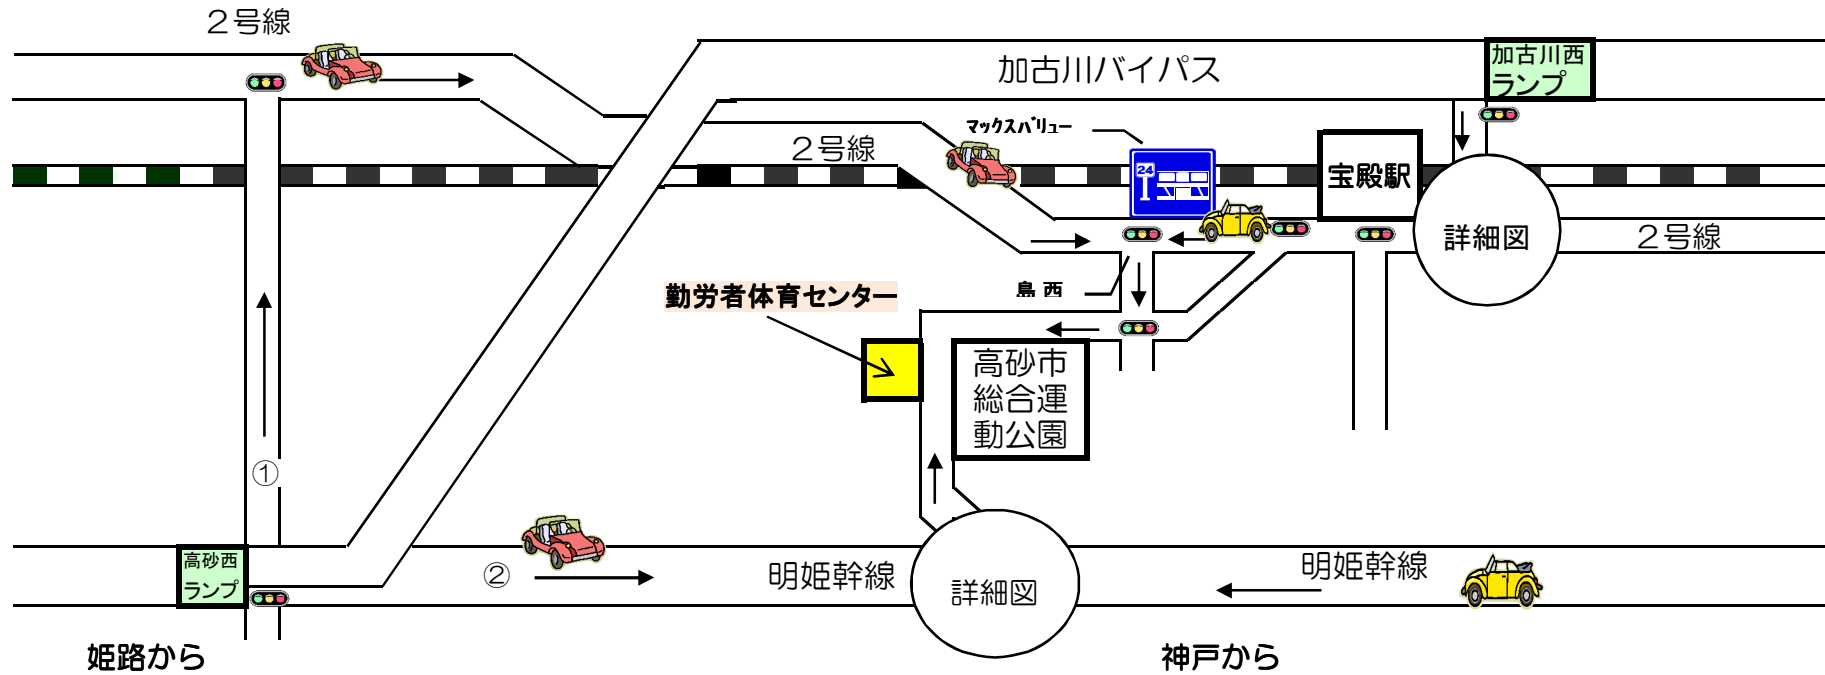 ２号線
加古川バイパス
加古川西
ランプ
マックスバリュー
２号線
24
宝殿駅
詳細図
２号線
勤労者体育センター
島 西
高砂市
総合運
動公園
①
高砂西
ランプ
②
明姫幹線
詳細図
明姫幹線
姫路から
神戸から